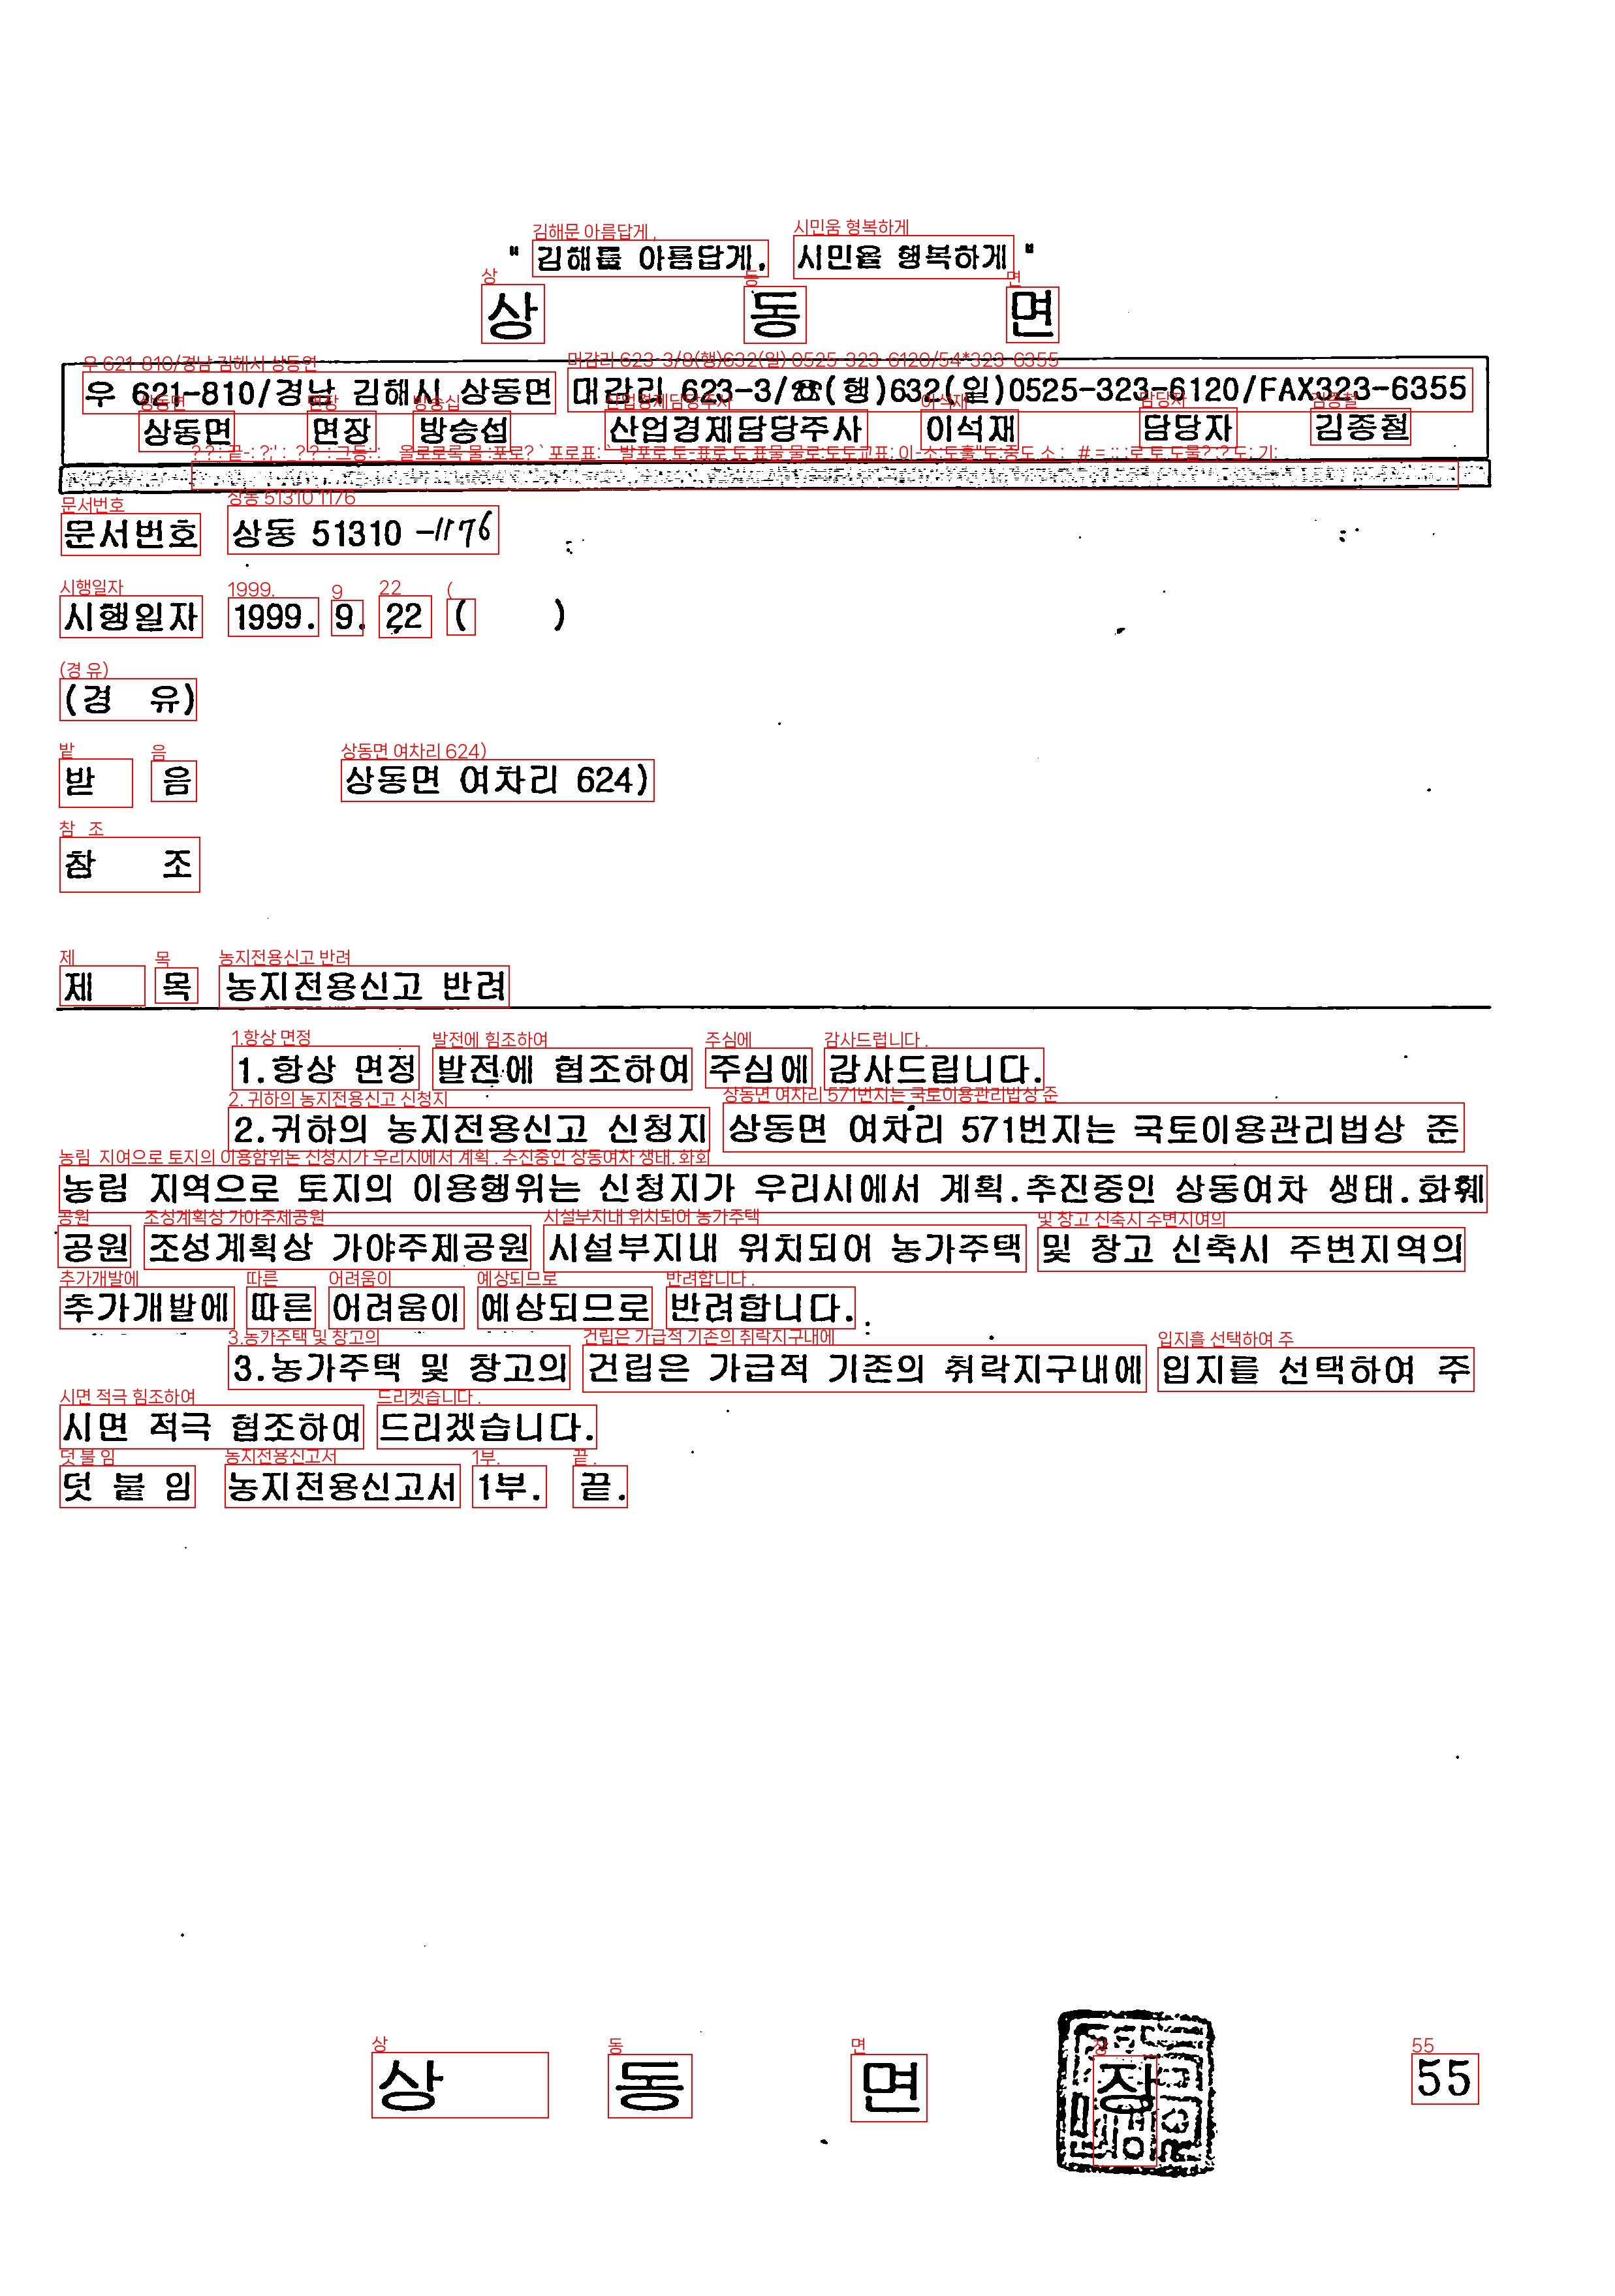 " 김해를 아름답게, 시민을 행복하게 "
상 동 면
우 621-810/경남 김해시 상동면 대감리 623-3/☎(행)632(일)0525-323-6120/FAX323-6355
상동면 면장 방승섭 산업경제담당주사 이석재 담당자 김종철
문서번호 상동 51310 -1176
시행일자 1999. 9. 22 ( )
(경 유)
받 음 상동면 여차리 624)
참 조
제 목 농지전용신고 반려
1.항상 면정 발전에 협조하여 주심에 감사드립니다.
2.귀하의 농지전용신고 신청지 상동면 여차리 571번지는 국토이용관리법상 준
농림 지역으로 토지의 이용행위는 신청지가 우리시에서 계획.추진중인 상동여차 생태.화훼
공원 조성계획상 가야주제공원 시설부지내 위치되어 농가주택 및 창고 신축시 주변지역의
추가개발에 따른 어려움이 예상되므로 반려합니다.
3.농가주택 및 창고의 건립은 가급적 기존의 취락지구내에 입지를 선택하여 주
시면 적극 협조하여 드리겠습니다.
덧 붙 임 농지전용신고서 1부. 끝.
상 동 면 장
55